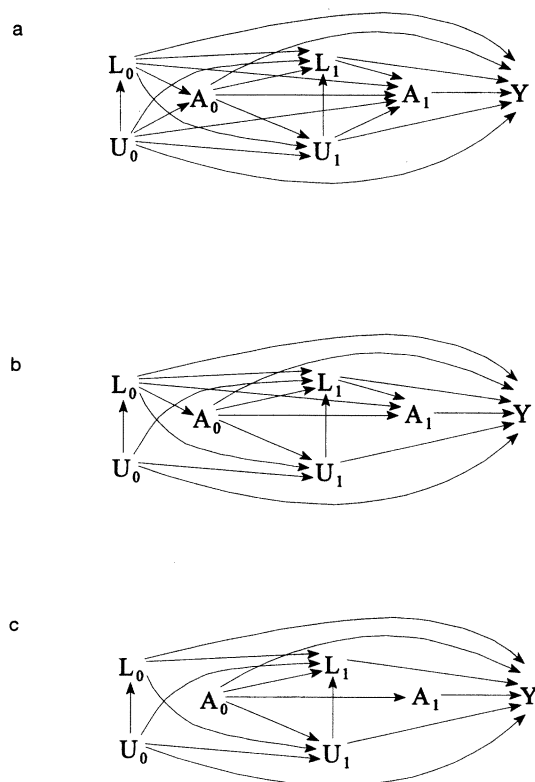 a
L₀ L₁
A₀ A₁ Y
U₀ U₁
b
L₀ L₁
A₀ A₁ Y
U₀ U₁
c
L₀ L₁
A₀ A₁ Y
U₀ U₁